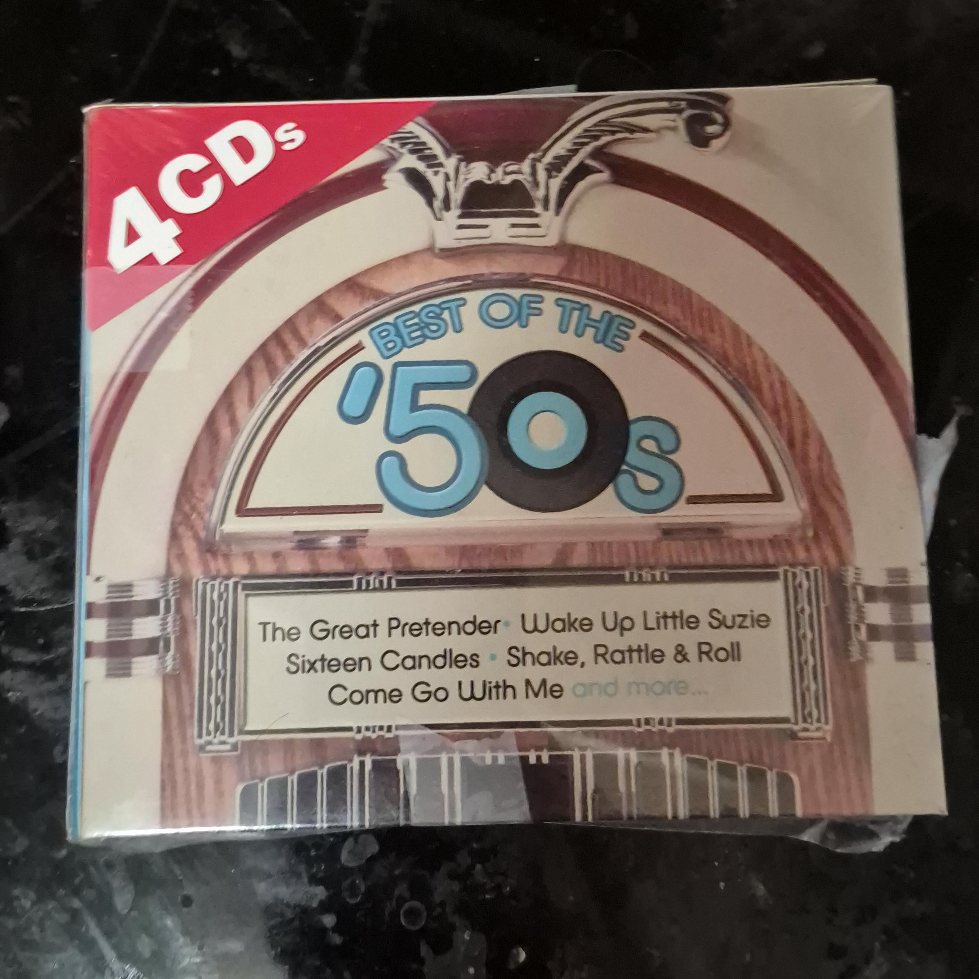 4CDs
BEST OF THE
'50s
The Great Pretender • Wake Up Little Suzie
Sixteen Candles • Shake, Rattle & Roll
Come Go With Me and more...